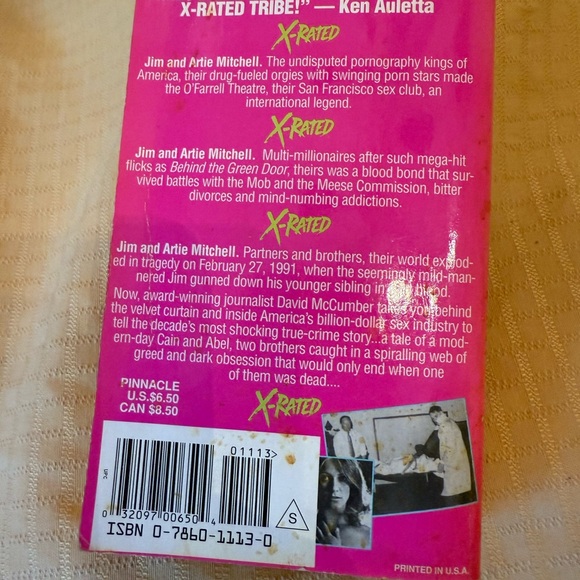 X-RATED TRIBE!” — Ken Auletta
X-RATED
Jim and Artie Mitchell. The undisputed pornography kings of
America, their drug-fueled orgies with swinging porn stars made
the O'Farrell Theatre, their San Francisco sex club, an
international legend.
X-RATED
Jim and Artie Mitchell. Multi-millionaires after such mega-hit
flicks as Behind the Green Door, theirs was a blood bond that sur-
vived battles with the Mob and the Meese Commission, bitter
divorces and mind-numbing addictions.
X-RATED
Jim and Artie Mitchell. Partners and brothers, their world explod-
ed in tragedy on February 27, 1991, when the seemingly mild-man-
nered Jim gunned down his younger sibling in cold blood.
Now, award-winning journalist David McCumber takes you behind
the velvet curtain and inside America's billion-dollar sex industry to
tell the decade's most shocking true-crime story...a tale of a mod-
ern-day Cain and Abel, two brothers caught in a spiralling web of
greed and dark obsession that would only end when one
of them was dead....
PINNACLE
U.S.$6.50
CAN $8.50
X-RATED
UPC
01113>
0 32097 00650 4
S
ISBN 0-7860-1113-0
PRINTED IN U.S.A.